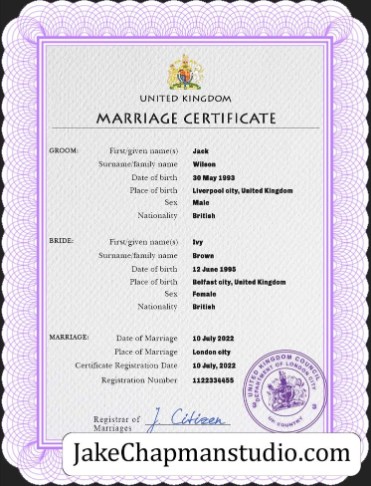 UNITED KINGDOM
MARRIAGE CERTIFICATE
GROOM: First/given name(s) Jack
Surname/family name Wilson
Date of birth 30 May 1993
Place of birth Liverpool city, United Kingdom
Sex Male
Nationality British
BRIDE: First/given name(s) Ivy
Surname/family name Brown
Date of birth 12 June 1995
Place of birth Belfast city, United Kingdom
Sex Female
Nationality British
MARRIAGE: Date of Marriage 10 July 2022
Place of Marriage London city
Certificate Registration Date 10 July, 2022
Registration Number 1122336455
UNITED KINGDOM COUNCIL
DEPARTMENT OF LONDON CITY
Registrar of Marriages J. Citizen
JakeChapmanstudio.com